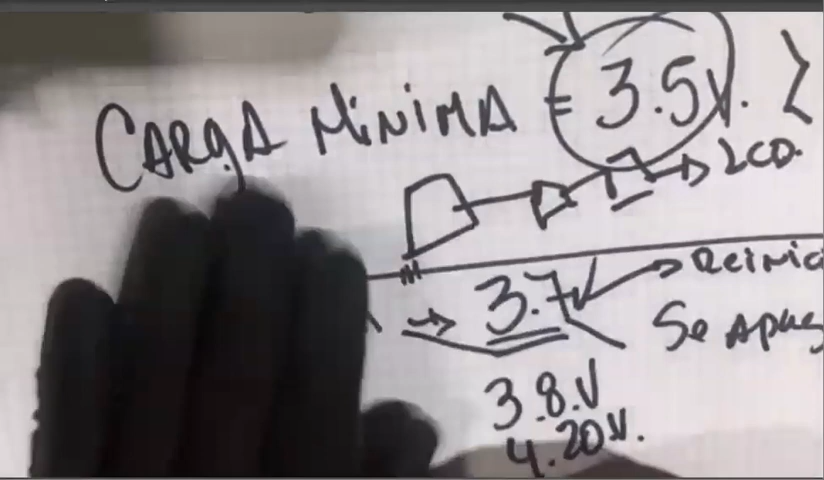 CARGA MiNiMA = 3.5V.
LCD.
→ 3.7V → Reinic
Se Apag
3.8.V
4.20V.